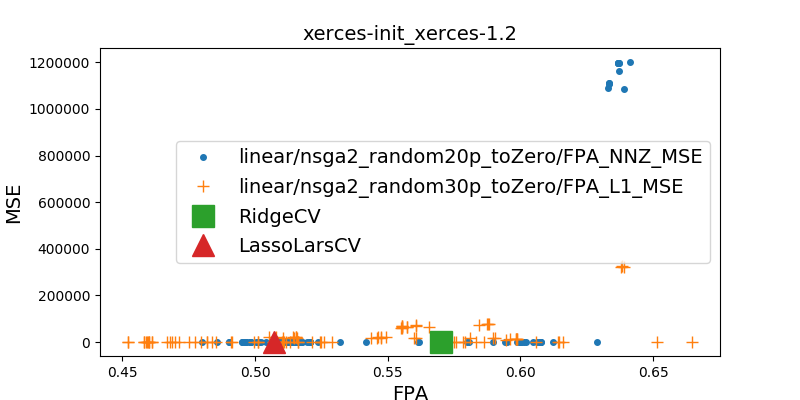 xerces-init_xerces-1.2
MSE
1200000
1000000
800000
600000
400000
200000
0
linear/nsga2_random20p_toZero/FPA_NNZ_MSE
linear/nsga2_random30p_toZero/FPA_L1_MSE
RidgeCV
LassoLarsCV
0.45 0.50 0.55 0.60 0.65
FPA